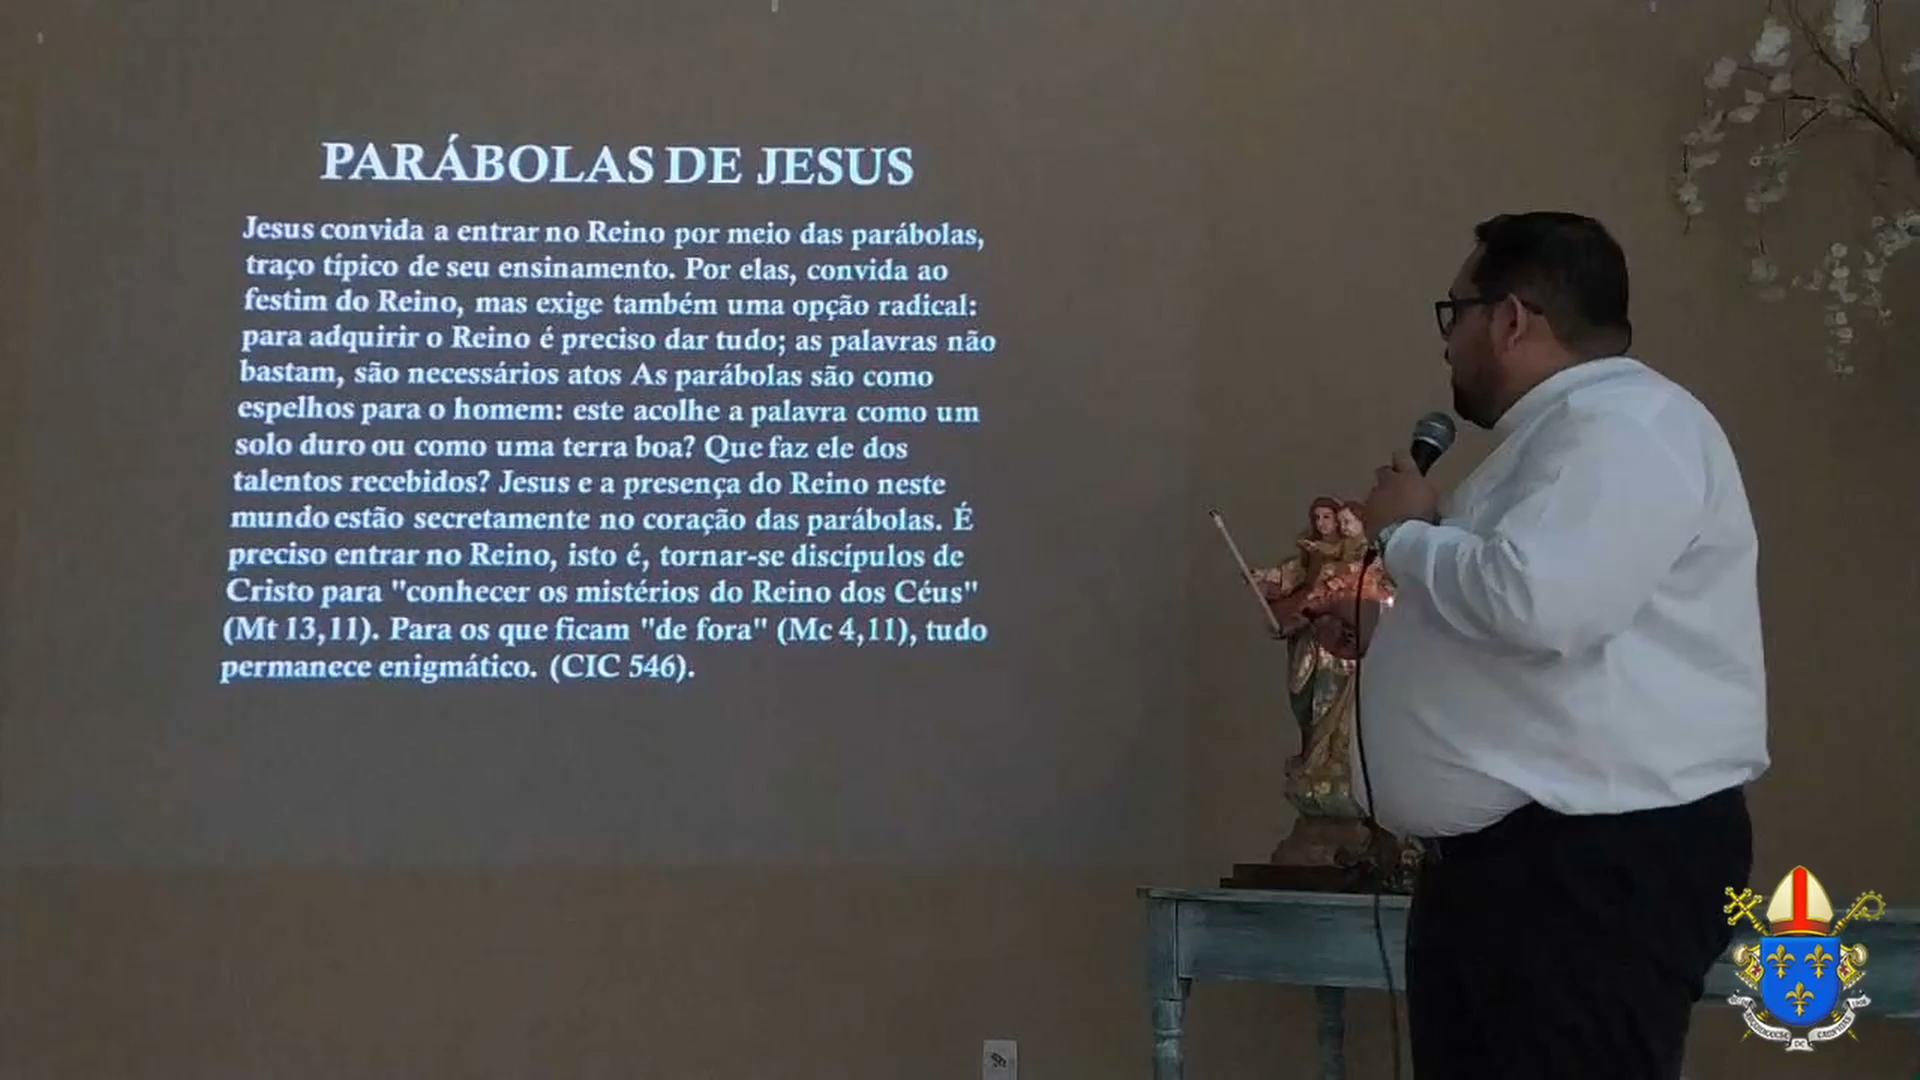 PARÁBOLAS DE JESUS
Jesus convida a entrar no Reino por meio das parábolas,
traço típico de seu ensinamento. Por elas, convida ao
festim do Reino, mas exige também uma opção radical:
para adquirir o Reino é preciso dar tudo; as palavras não
bastam, são necessários atos As parábolas são como
espelhos para o homem: este acolhe a palavra como um
solo duro ou como uma terra boa? Que faz ele dos
talentos recebidos? Jesus e a presença do Reino neste
mundo estão secretamente no coração das parábolas. É
preciso entrar no Reino, isto é, tornar-se discípulos de
Cristo para "conhecer os mistérios do Reino dos Céus"
(Mt 13,11). Para os que ficam "de fora" (Mc 4,11), tudo
permanece enigmático. (CIC 546).